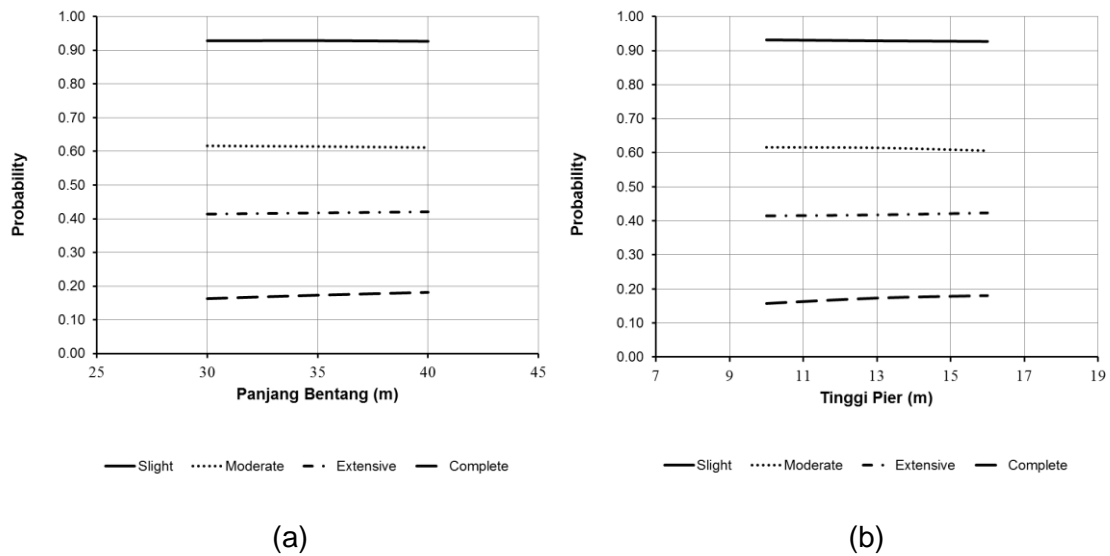 1.00
0.90
0.80
0.70
0.60
0.50
0.40
0.30
0.20
0.10
0.00
Probability
25 30 35 40 45
Panjang Bentang (m)
Slight Moderate Extensive Complete
(a)
1.00
0.90
0.80
0.70
0.60
0.50
0.40
0.30
0.20
0.10
0.00
Probability
7 9 11 13 15 17 19
Tinggi Pier (m)
Slight Moderate Extensive Complete
(b)